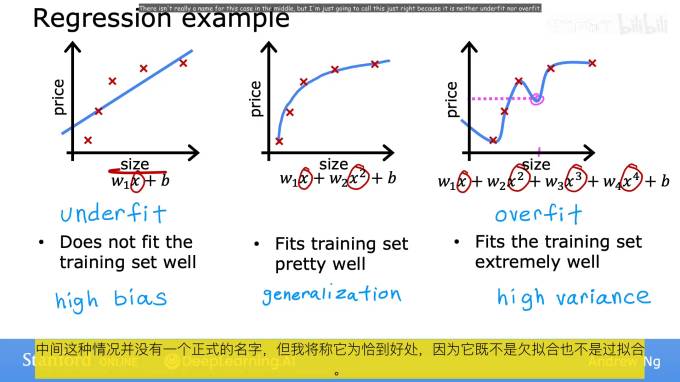 There isn't really a name for this case in the middle, but I'm just going to call this just right because it is neither underfit nor overfit.
Regression example
bilibili
price
size
w₁x + b
underfit
• Does not fit the
training set well
high bias
price
size
w₁x + w₂x² + b
• Fits training set
pretty well
generalization
price
size
w₁x + w₂x² + w₃x³ + w₄x⁴ + b
overfit
• Fits the training set
extremely well
high variance
中间这种情况并没有一个正式的名字，但我将称它为恰到好处，因为它既不是欠拟合也不是过拟合
。
Stanford ONLINE
DeepLearning.AI
Andrew Ng